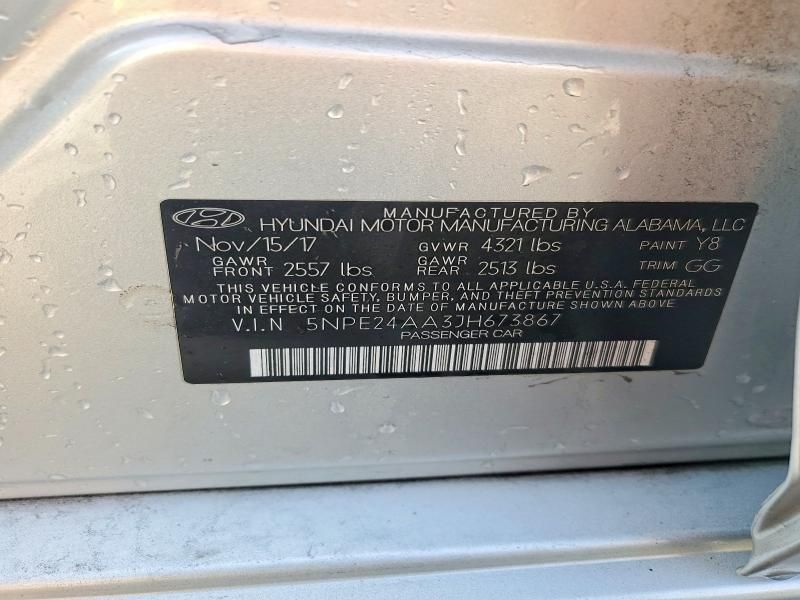 MANUFACTURED BY
HYUNDAI MOTOR MANUFACTURING ALABAMA, LLC
Nov/15/17 GVWR 4321 lbs PAINT Y8
GAWR FRONT 2557 lbs GAWR REAR 2513 lbs TRIM GG
THIS VEHICLE CONFORMS TO ALL APPLICABLE U.S.A. FEDERAL
MOTOR VEHICLE SAFETY, BUMPER, AND THEFT PREVENTION STANDARDS
IN EFFECT ON THE DATE OF MANUFACTURE SHOWN ABOVE.
V.I.N 5NPE24AA3JH673867
PASSENGER CAR